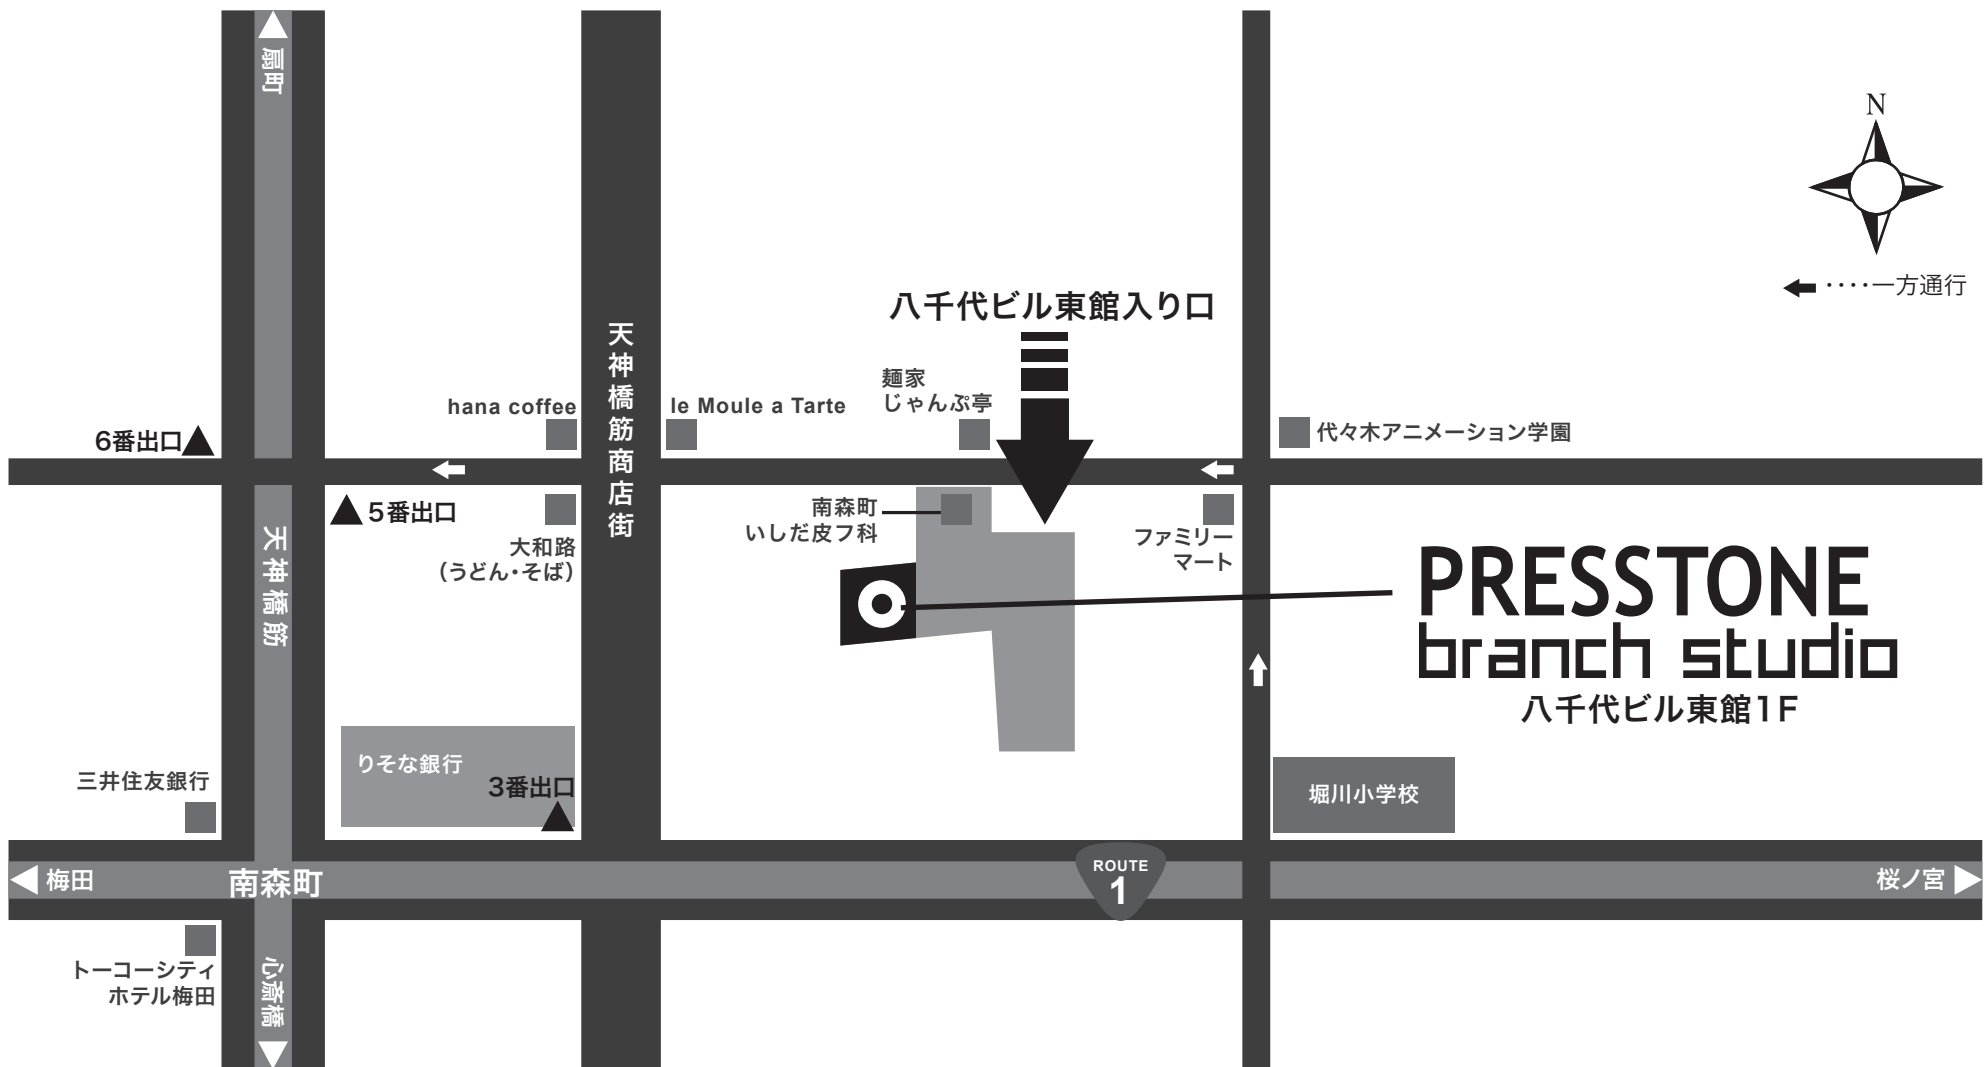 扇町
N
････一方通行
八千代ビル東館入り口
天神橋筋商店街
麺家
じゃんぷ亭
hana coffee
le Moule a Tarte
6番出口
代々木アニメーション学園
5番出口
南森町
いしだ皮フ科
大和路
（うどん・そば）
ファミリー
マート
天神橋筋
PRESSTONE
branch studio
八千代ビル東館1F
りそな銀行
3番出口
三井住友銀行
堀川小学校
梅田
南森町
ROUTE
1
桜ノ宮
トーコーシティ
ホテル梅田
心斎橋